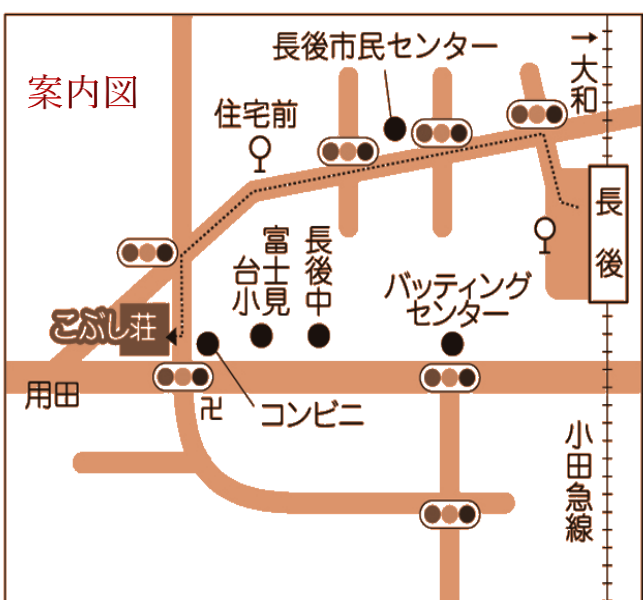 案内図
長後市民センター
→大和
住宅前
長後
富士見台小
長後中
バッティング
センター
こぶし荘
用田
卍
コンビニ
小田急線